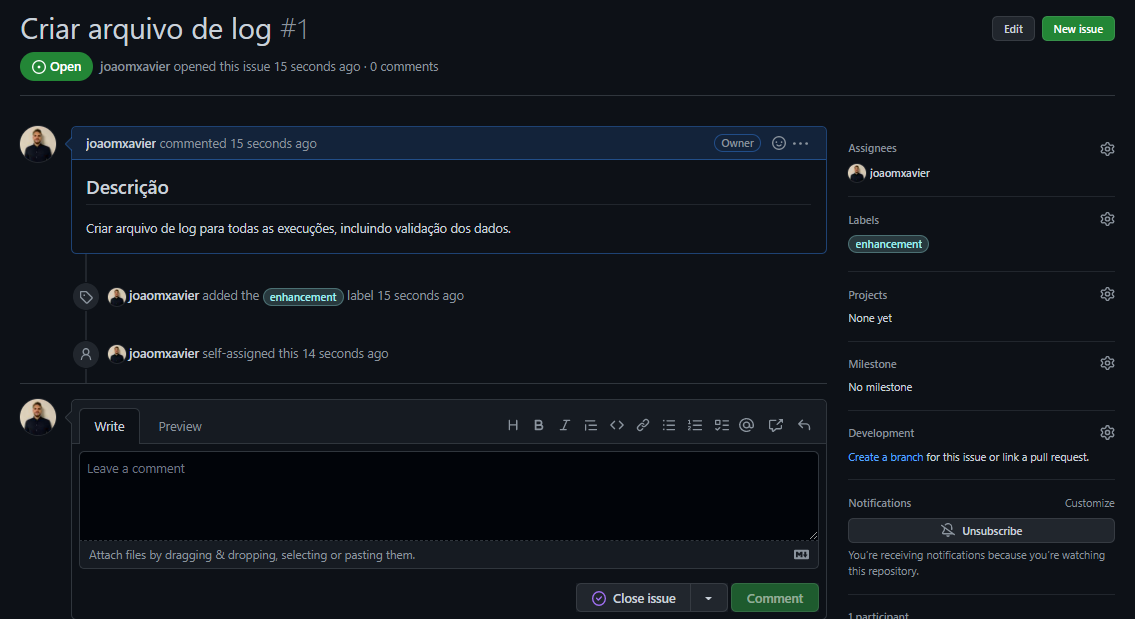 Criar arquivo de log #1
Edit
New issue
Open
joaomxavier opened this issue 15 seconds ago · 0 comments
joaomxavier commented 15 seconds ago
Owner
Descrição
Criar arquivo de log para todas as execuções, incluindo validação dos dados.
joaomxavier added the enhancement label 15 seconds ago
joaomxavier self-assigned this 14 seconds ago
Write
Preview
Leave a comment
Attach files by dragging & dropping, selecting or pasting them.
Close issue
Comment
Assignees
joaomxavier
Labels
enhancement
Projects
None yet
Milestone
No milestone
Development
Create a branch for this issue or link a pull request.
Notifications
Customize
Unsubscribe
You're receiving notifications because you're watching
this repository.
1 participant